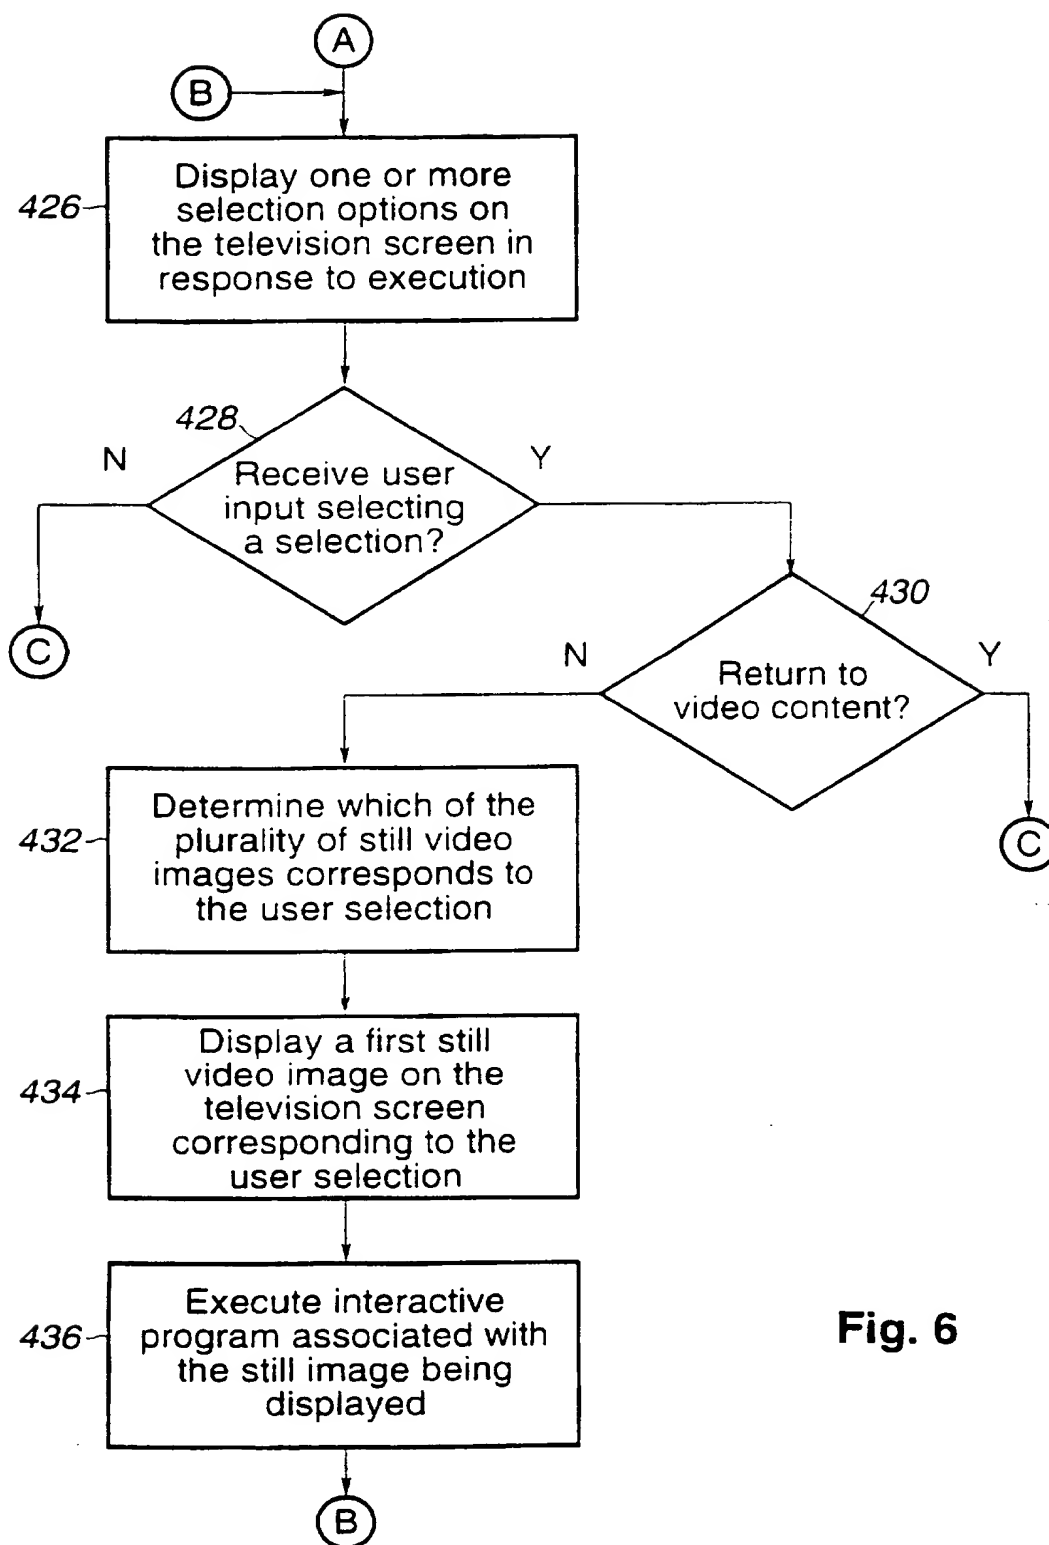 A
B
426
Display one or more
selection options on
the television screen in
response to execution
428
N
Y
Receive user
input selecting
a selection?
430
C
N
Y
Return to
video content?
432
Determine which of the
plurality of still video
images corresponds to
the user selection
C
434
Display a first still
video image on the
television screen
corresponding to the
user selection
436
Execute interactive
program associated with
the still image being
displayed
Fig. 6
B